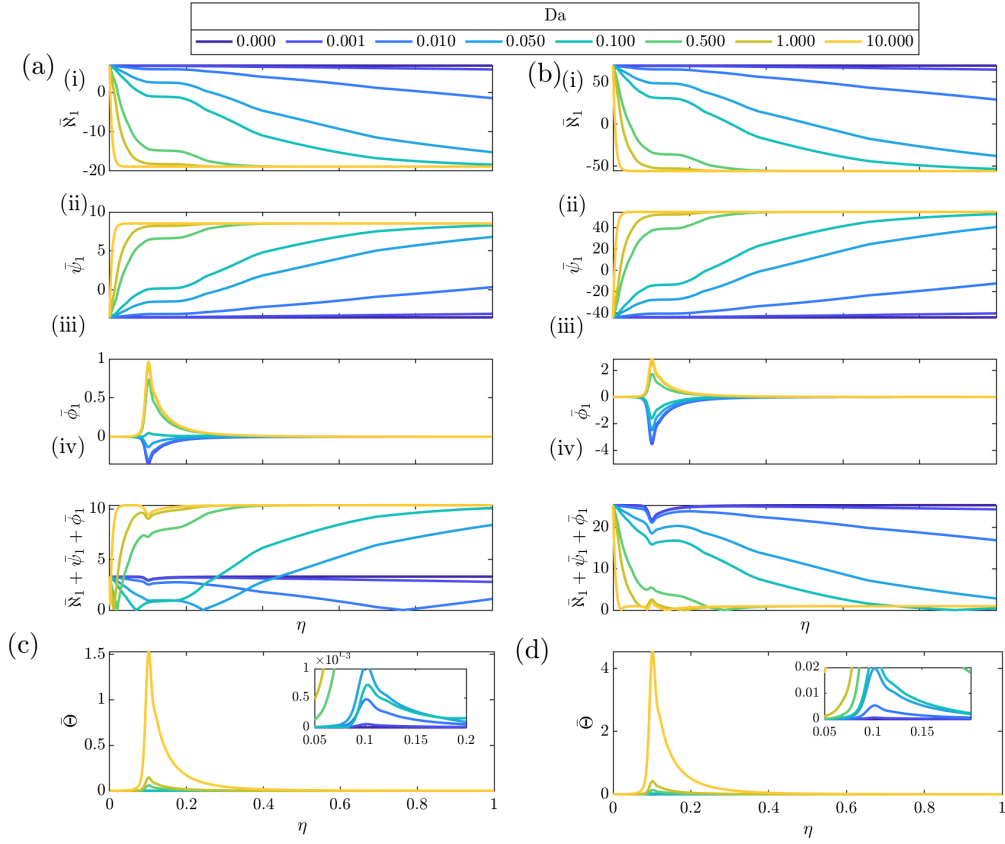 Da
0.000 0.001 0.010 0.050 0.100 0.500 1.000 10.000
(a) (i)
0
-10
-20
ℵ̄₁
(ii)
10
5
0
ψ̄₁
(iii)
1
0.5
0
ϕ̄₁
(iv)
10
5
0
ℵ̄₁ + ψ̄₁ + ϕ̄₁
η
(b) (i)
50
0
-50
ℵ̄₁
(ii)
40
20
0
-20
-40
ψ̄₁
(iii)
2
0
-2
-4
ϕ̄₁
(iv)
20
10
0
ℵ̄₁ + ψ̄₁ + ϕ̄₁
η
(c)
1.5
1
0.5
0
Θ̄
×10⁻³
1
0.5
0
0.05 0.1 0.15 0.2
0 0.2 0.4 0.6 0.8 1
η
(d)
4
2
0
Θ̄
0.02
0.01
0
0.05 0.1 0.15
0 0.2 0.4 0.6 0.8 1
η